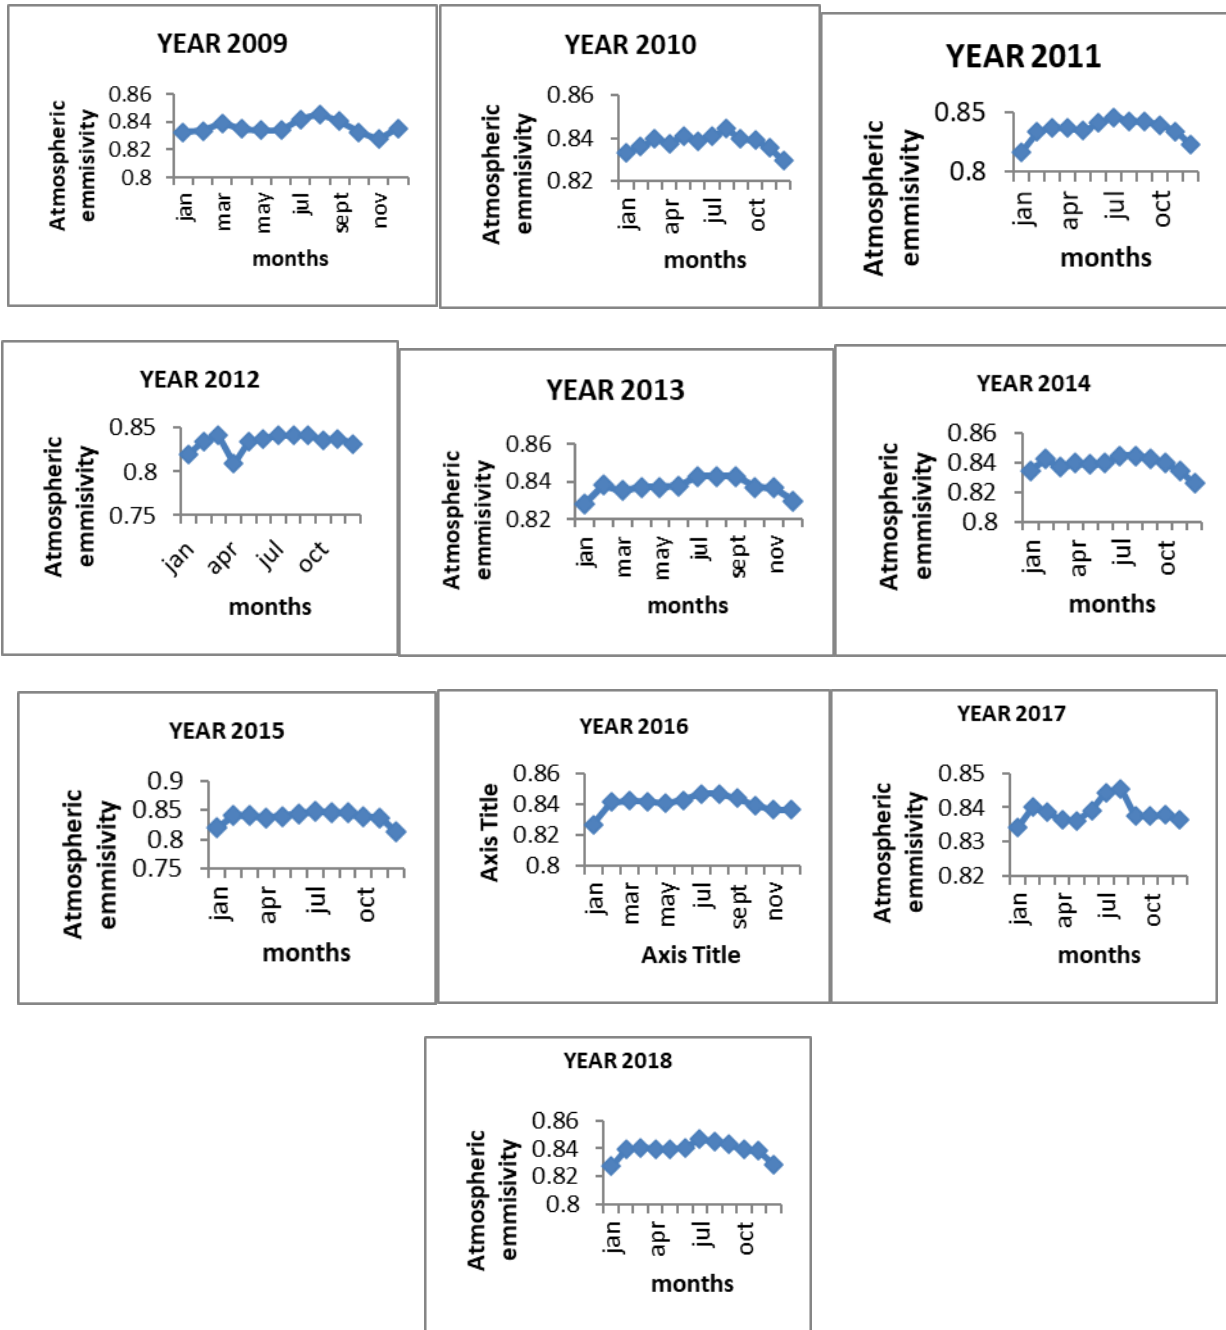 YEAR 2009
Atmospheric
emmisivity
0.86
0.84
0.82
0.8
jan
mar
may
jul
sept
nov
months
YEAR 2010
Atmospheric
emmisivity
0.86
0.84
0.82
jan
apr
jul
oct
months
YEAR 2011
Atmospheric
emmisivity
0.85
0.8
jan
apr
jul
oct
months
YEAR 2012
Atmospheric
emmisivity
0.85
0.8
0.75
jan
apr
jul
oct
months
YEAR 2013
Atmospheric
emmisivity
0.86
0.84
0.82
jan
mar
may
jul
sept
nov
months
YEAR 2014
Atmospheric
emmisivity
0.86
0.84
0.82
0.8
jan
apr
jul
oct
months
YEAR 2015
Atmospheric
emmisivity
0.9
0.85
0.8
0.75
jan
apr
jul
oct
months
YEAR 2016
Axis Title
0.86
0.84
0.82
0.8
jan
mar
may
jul
sept
nov
Axis Title
YEAR 2017
Atmospheric
emmisivity
0.85
0.84
0.83
0.82
jan
apr
jul
oct
months
YEAR 2018
Atmospheric
emmisivity
0.86
0.84
0.82
0.8
jan
apr
jul
oct
months